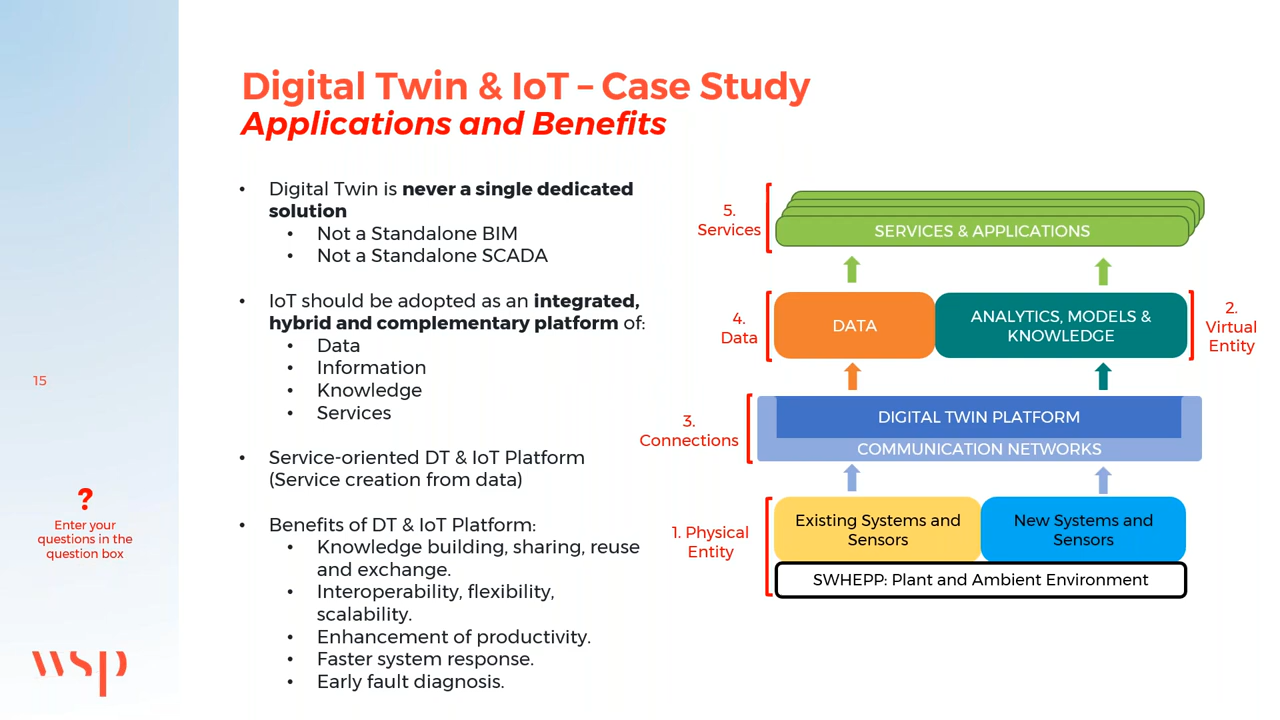 Digital Twin & IoT – Case Study
Applications and Benefits
• Digital Twin is never a single dedicated
solution
• Not a Standalone BIM
• Not a Standalone SCADA
• IoT should be adopted as an integrated,
hybrid and complementary platform of:
• Data
• Information
• Knowledge
• Services
• Service-oriented DT & IoT Platform
(Service creation from data)
• Benefits of DT & IoT Platform:
• Knowledge building, sharing, reuse
and exchange.
• Interoperability, flexibility,
scalability.
• Enhancement of productivity.
• Faster system response.
• Early fault diagnosis.
5.
Services
SERVICES & APPLICATIONS
4.
Data
DATA
ANALYTICS, MODELS &
KNOWLEDGE
2.
Virtual
Entity
3.
Connections
DIGITAL TWIN PLATFORM
COMMUNICATION NETWORKS
1. Physical
Entity
Existing Systems and
Sensors
New Systems and
Sensors
SWHEPP: Plant and Ambient Environment
15
?
Enter your
questions in the
question box
wsp